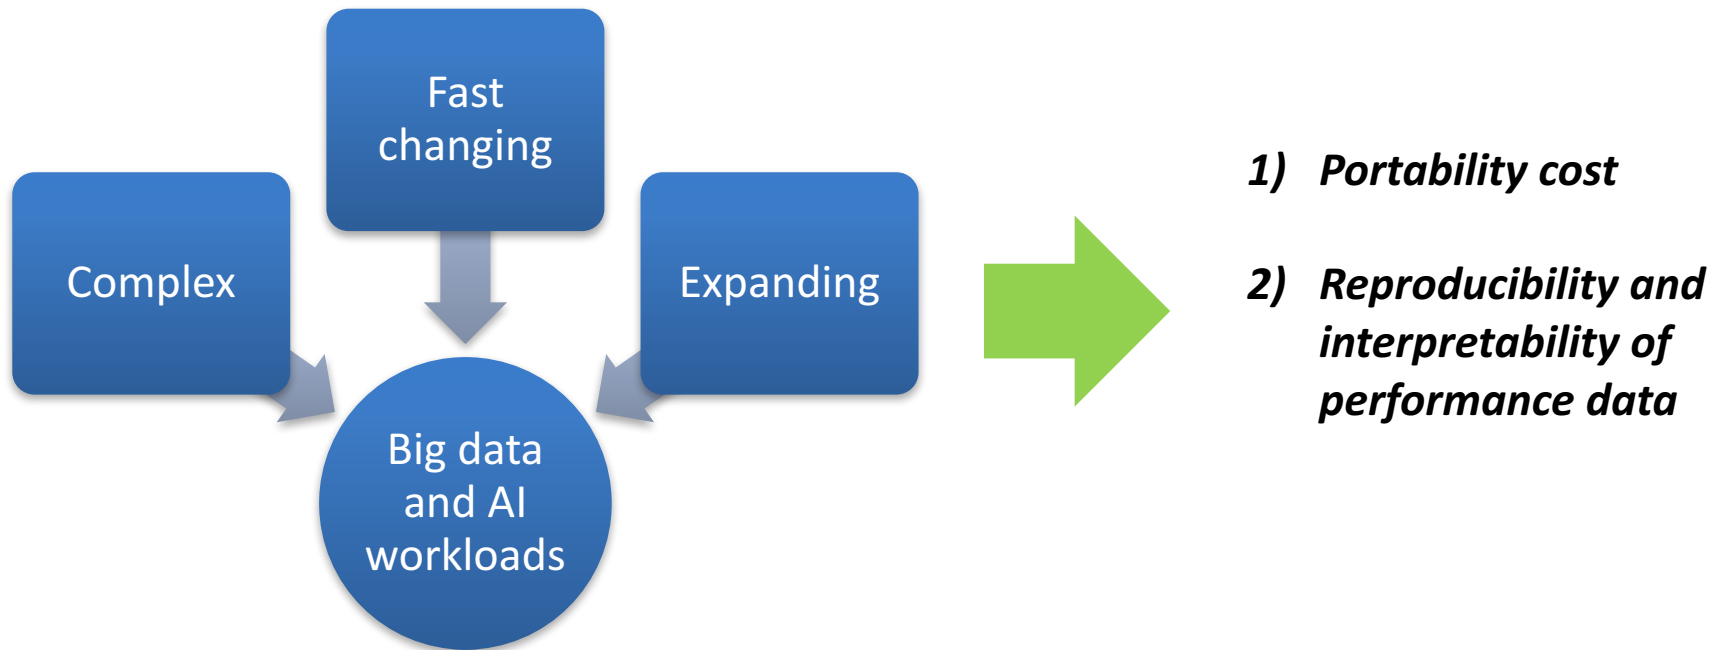 Fast
changing
Complex
Expanding
Big data
and AI
workloads
1) Portability cost
2) Reproducibility and
interpretability of
performance data